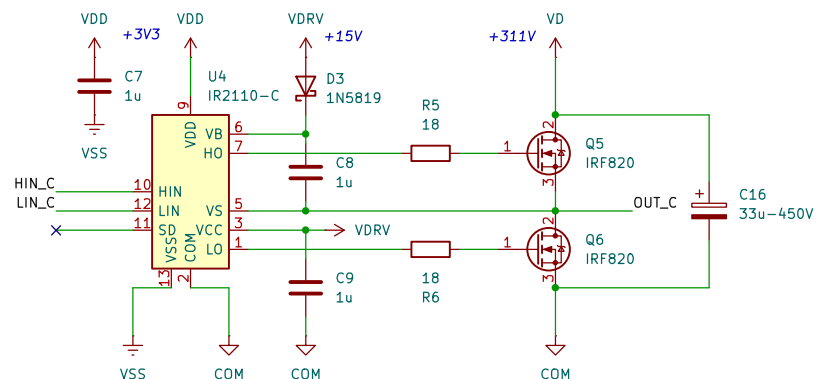 VDD
VDD
VDRV
VD
+3V3
+15V
+311V
C7
1u
U4
IR2110-C
D3
1N5819
VSS
9
VDD
VB
6
HO
7
R5
18
1
2
3
Q5
IRF820
C8
1u
HIN_C
10
HIN
LIN_C
12
LIN
VS
5
OUT_C
C16
33u-450V
11
SD
VCC
3
VDRV
VSS
COM
LO
1
18
R6
1
2
3
Q6
IRF820
13
2
C9
1u
VSS
COM
COM
COM